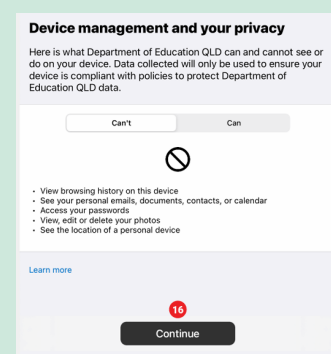 Device management and your privacy
Here is what Department of Education QLD can and cannot see or
do on your device. Data collected will only be used to ensure your
device is compliant with policies to protect Department of
Education QLD data.
Can't Can
• View browsing history on this device
• See your personal emails, documents, contacts, or calendar
• Access your passwords
• View, edit or delete your photos
• See the location of a personal device
Learn more
16
Continue